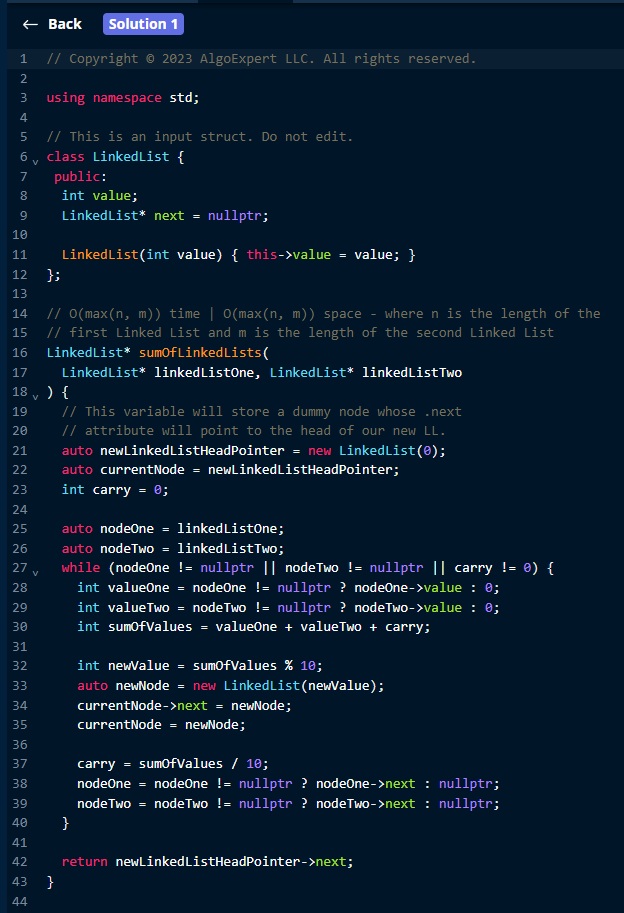 ← Back Solution 1
1 // Copyright © 2023 AlgoExpert LLC. All rights reserved.
2
3 using namespace std;
4
5 // This is an input struct. Do not edit.
6 class LinkedList {
7  public:
8   int value;
9   LinkedList* next = nullptr;
10
11   LinkedList(int value) { this->value = value; }
12 };
13
14 // O(max(n, m)) time | O(max(n, m)) space - where n is the length of the
15 // first Linked List and m is the length of the second Linked List
16 LinkedList* sumOfLinkedLists(
17   LinkedList* linkedListOne, LinkedList* linkedListTwo
18 ) {
19   // This variable will store a dummy node whose .next
20   // attribute will point to the head of our new LL.
21   auto newLinkedListHeadPointer = new LinkedList(0);
22   auto currentNode = newLinkedListHeadPointer;
23   int carry = 0;
24
25   auto nodeOne = linkedListOne;
26   auto nodeTwo = linkedListTwo;
27   while (nodeOne != nullptr || nodeTwo != nullptr || carry != 0) {
28     int valueOne = nodeOne != nullptr ? nodeOne->value : 0;
29     int valueTwo = nodeTwo != nullptr ? nodeTwo->value : 0;
30     int sumOfValues = valueOne + valueTwo + carry;
31
32     int newValue = sumOfValues % 10;
33     auto newNode = new LinkedList(newValue);
34     currentNode->next = newNode;
35     currentNode = newNode;
36
37     carry = sumOfValues / 10;
38     nodeOne = nodeOne != nullptr ? nodeOne->next : nullptr;
39     nodeTwo = nodeTwo != nullptr ? nodeTwo->next : nullptr;
40   }
41
42   return newLinkedListHeadPointer->next;
43 }
44